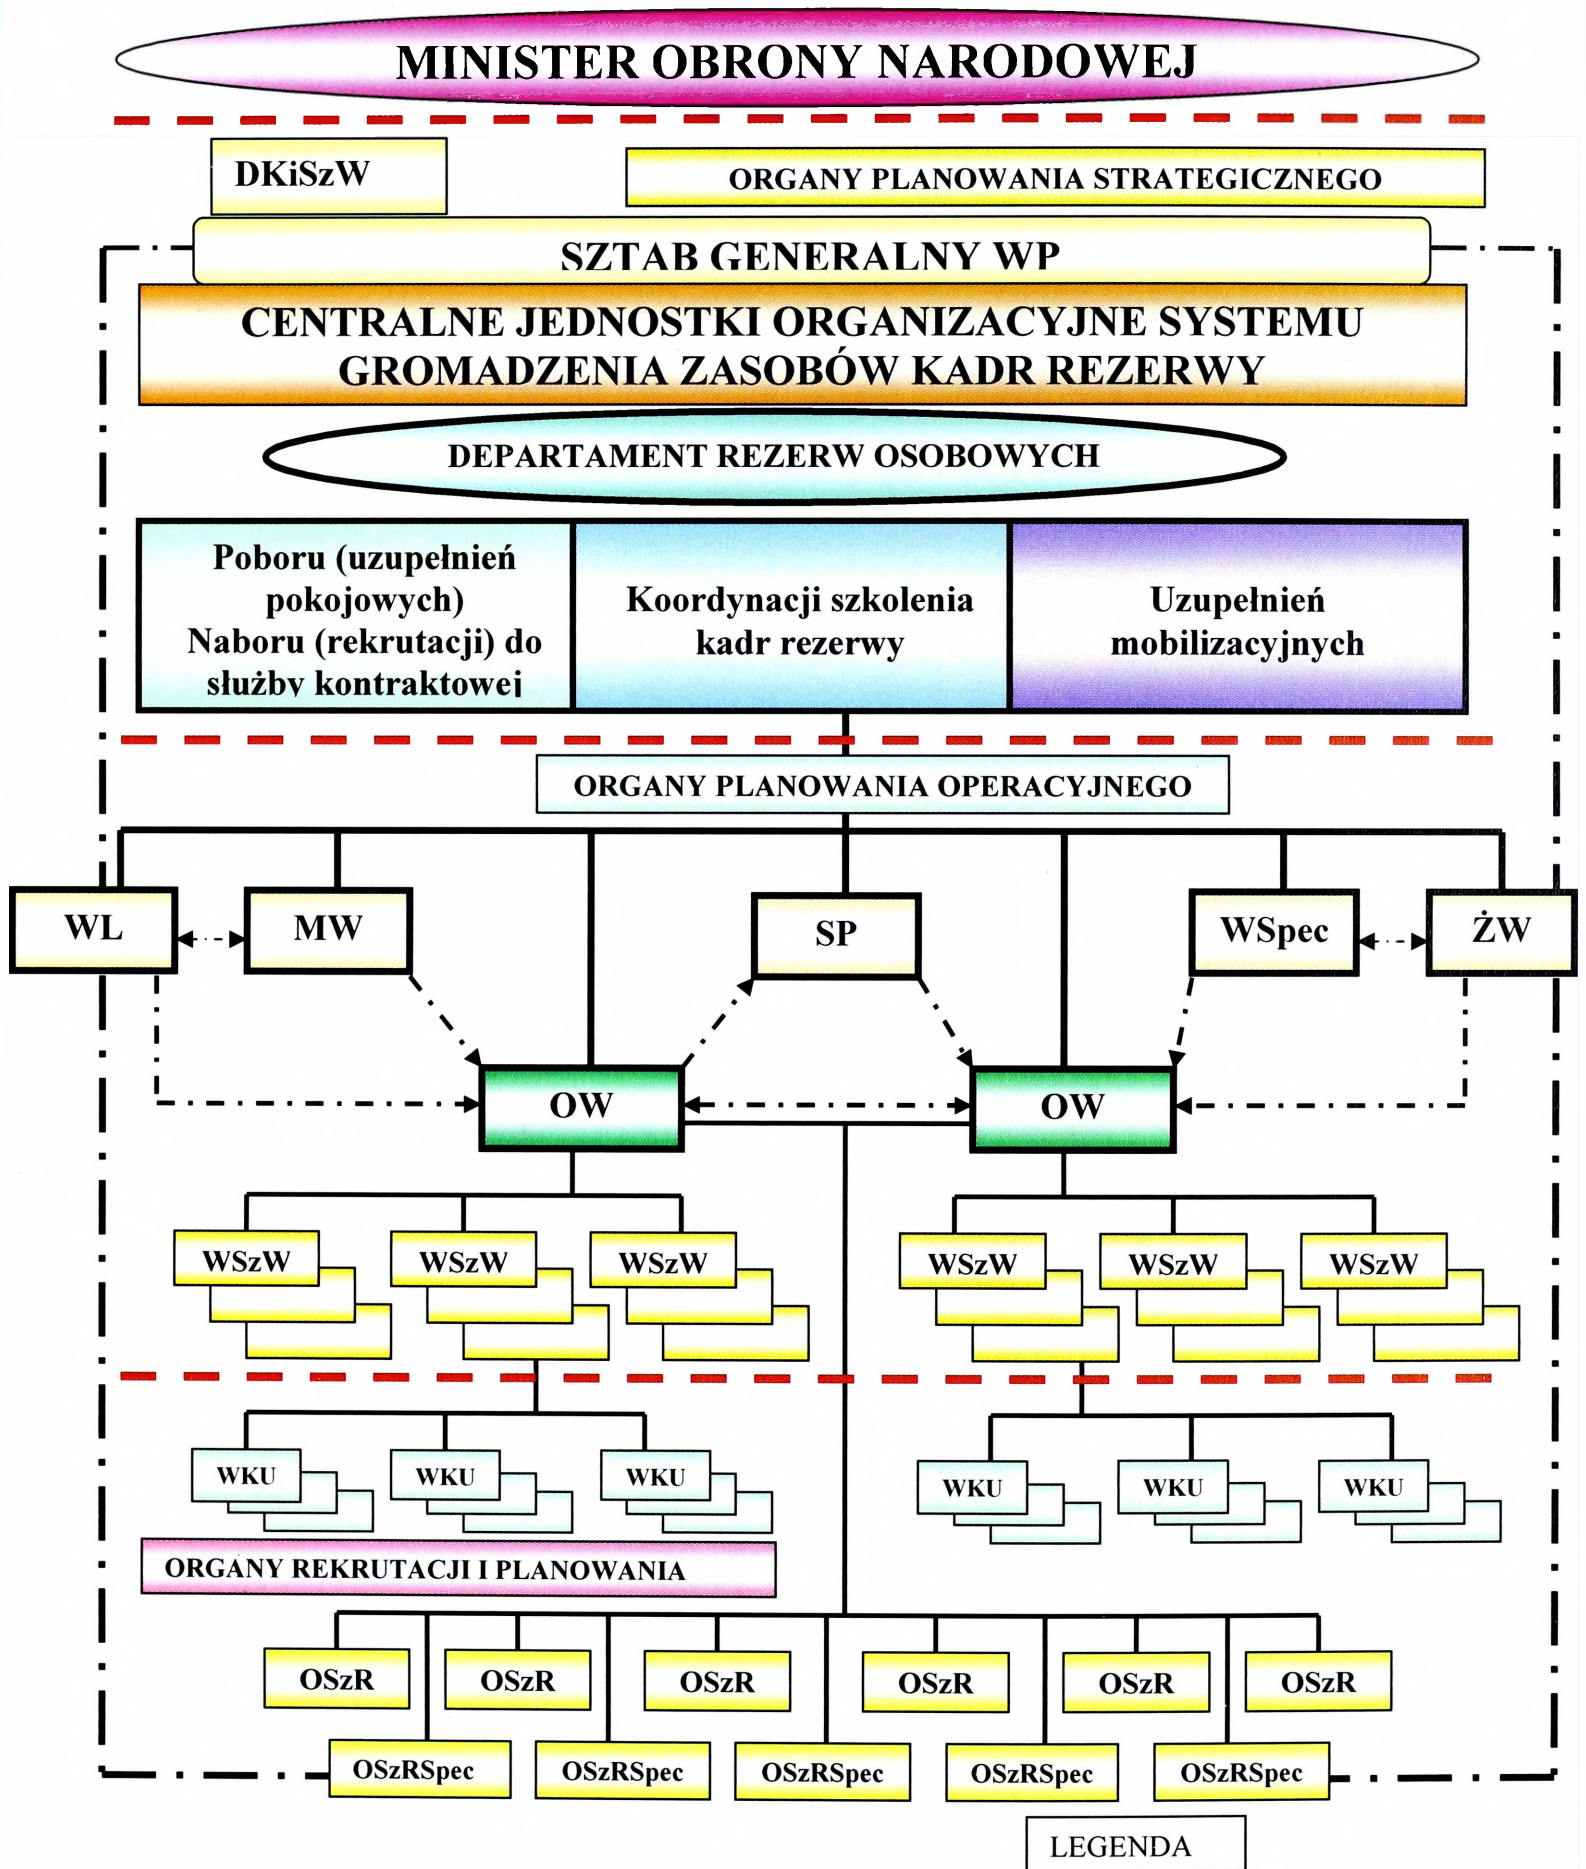 MINISTER OBRONY NARODOWEJ
DKiSzW
ORGANY PLANOWANIA STRATEGICZNEGO
SZTAB GENERALNY WP
CENTRALNE JEDNOSTKI ORGANIZACYJNE SYSTEMU
GROMADZENIA ZASOBÓW KADR REZERWY
DEPARTAMENT REZERW OSOBOWYCH
Poboru (uzupełnień
pokojowych)
Naboru (rekrutacji) do
służby kontraktowej
Koordynacji szkolenia
kadr rezerwy
Uzupełnień
mobilizacyjnych
ORGANY PLANOWANIA OPERACYJNEGO
WL
MW
SP
WSpec
ŻW
OW
OW
WSzW
WSzW
WSzW
WSzW
WSzW
WSzW
WKU
WKU
WKU
WKU
WKU
WKU
ORGANY REKRUTACJI I PLANOWANIA
OSzR
OSzR
OSzR
OSzR
OSzR
OSzR
OSzRSpec
OSzRSpec
OSzRSpec
OSzRSpec
OSzRSpec
LEGENDA